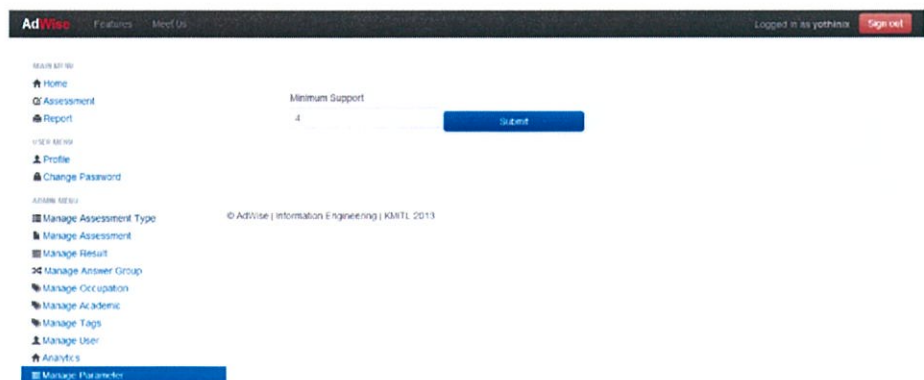 AdWise Features Meet Us Logged in as yothinix Sign out
MAIN MENU
Home
Assessment
Report
USER MENU
Profile
Change Password
ADMIN MENU
Manage Assessment Type
Manage Assessment
Manage Result
Manage Answer Group
Manage Occupation
Manage Academic
Manage Tags
Manage User
Analytics
Manage Parameter
Minimum Support
4
Submit
© AdWise | Information Engineering | KMITL 2013